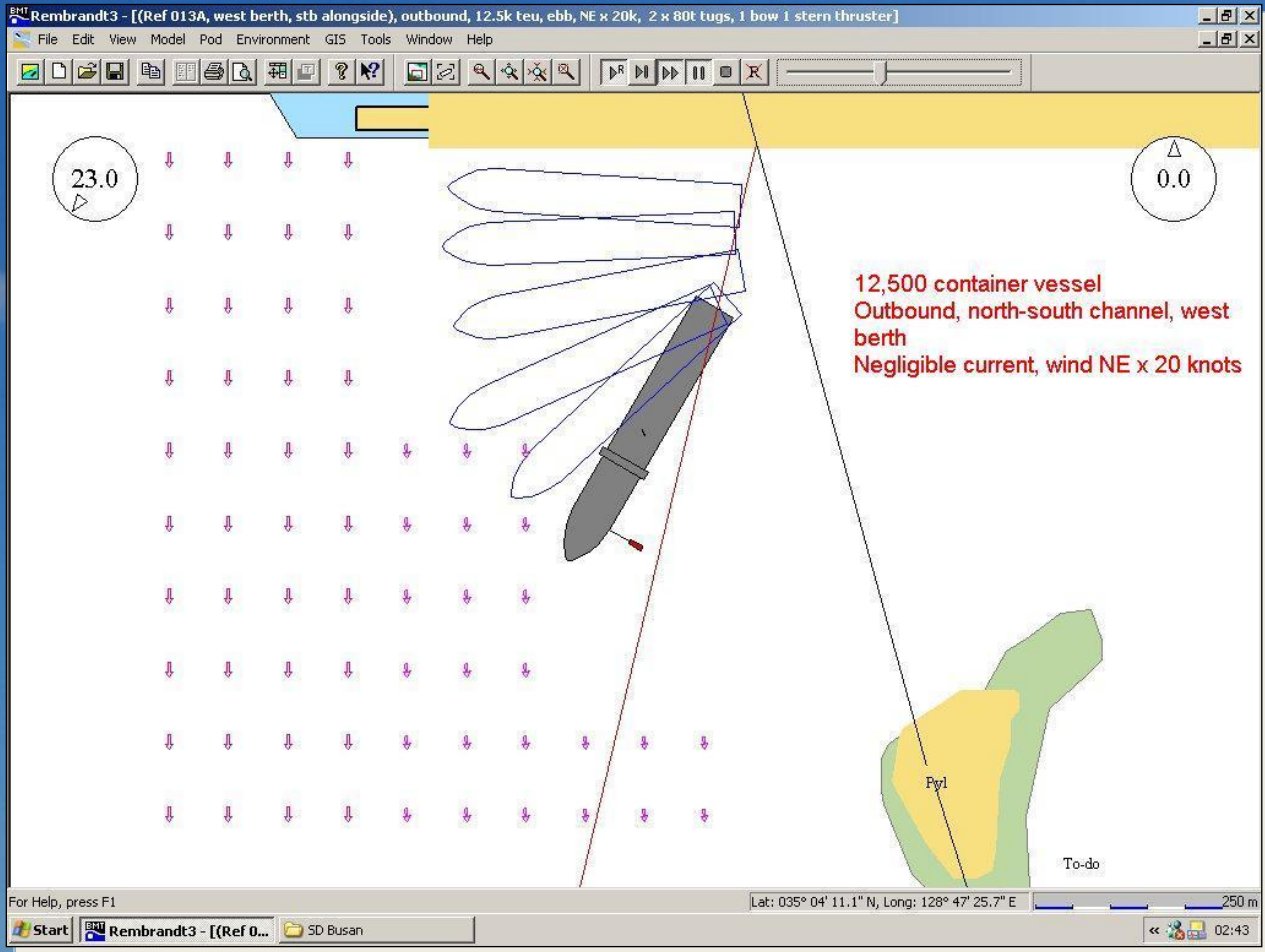 BMT Rembrandt3 - [(Ref 013A, west berth, stb alongside), outbound, 12.5k teu, ebb, NE x 20k, 2 x 80t tugs, 1 bow 1 stern thruster]
File Edit View Model Pod Environment GIS Tools Window Help
R R
23.0
0.0
12,500 container vessel
Outbound, north-south channel, west
berth
Negligible current, wind NE x 20 knots
Pyl
To-do
For Help, press F1 Lat: 035° 04' 11.1" N, Long: 128° 47' 25.7" E 250 m
Start BMT Rembrandt3 - [(Ref 0... SD Busan « 02:43